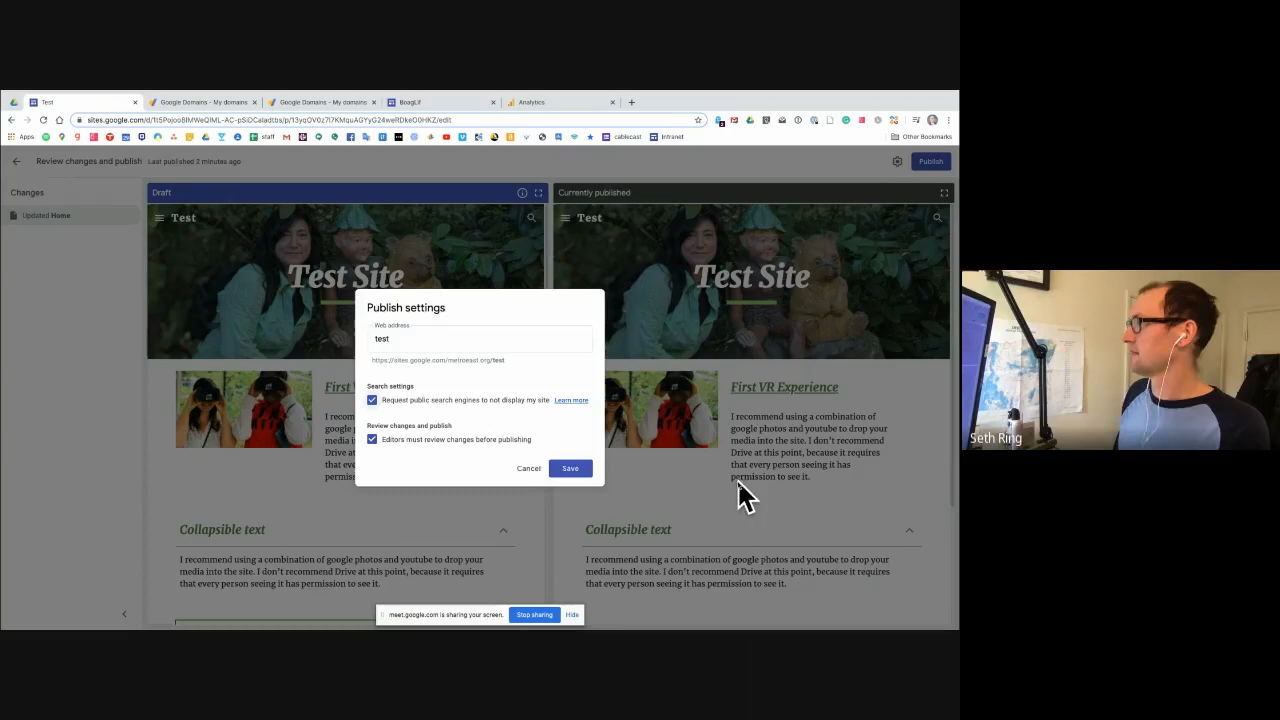 Test
Google Domains - My domains
Google Domains - My domains
BoagLif
Analytics
Apps
staff
cablecast
Intranet
Other Bookmarks
Review changes and publish
Last published 2 minutes ago
Publish
Changes
Updated Home
Draft
Currently published
Test
Test
Test Site
Test Site
Publish settings
Web address
test
https://sites.google.com/metroeast.org/test
Search settings
Request public search engines to not display my site Learn more
Review changes and publish
Editors must review changes before publishing
Cancel
Save
First V
I recom
media i
Drive a
that eve
permis
First VR Experience
I recommend using a combination of
google photos and youtube to drop your
media into the site. I don't recommend
Drive at this point, because it requires
that every person seeing it has
permission to see it.
Collapsible text
I recommend using a combination of google photos and youtube to drop your
media into the site. I don't recommend Drive at this point, because it requires
that every person seeing it has permission to see it.
Collapsible text
I recommend using a combination of google photos and youtube to drop your
media into the site. I don't recommend Drive at this point, because it requires
that every person seeing it has permission to see it.
meet.google.com is sharing your screen.
Stop sharing
Hide
Seth Ring